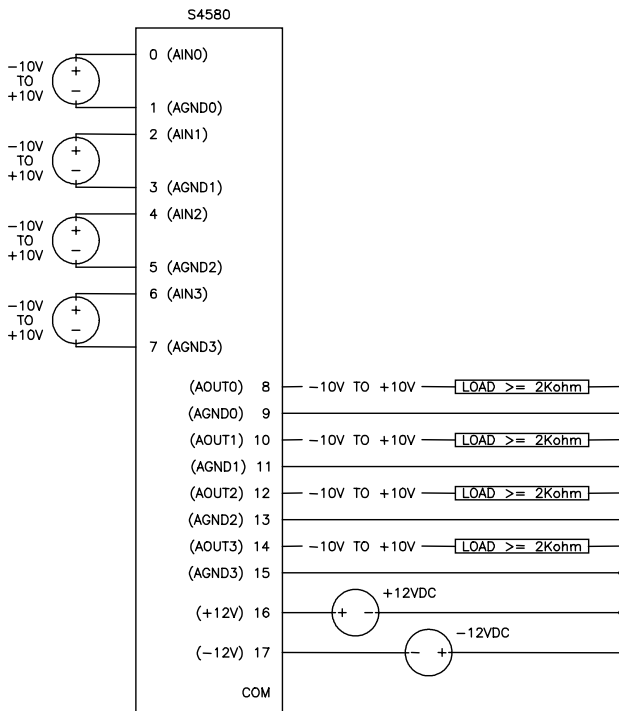 S4580
-10V
TO
+10V
+
-
0 (AIN0)
1 (AGND0)
-10V
TO
+10V
+
-
2 (AIN1)
3 (AGND1)
-10V
TO
+10V
+
-
4 (AIN2)
5 (AGND2)
-10V
TO
+10V
+
-
6 (AIN3)
7 (AGND3)
(AOUT0) 8 -10V TO +10V LOAD >= 2Kohm
(AGND0) 9
(AOUT1) 10 -10V TO +10V LOAD >= 2Kohm
(AGND1) 11
(AOUT2) 12 -10V TO +10V LOAD >= 2Kohm
(AGND2) 13
(AOUT3) 14 -10V TO +10V LOAD >= 2Kohm
(AGND3) 15
(+12V) 16 + - +12VDC
(-12V) 17 - + -12VDC
COM